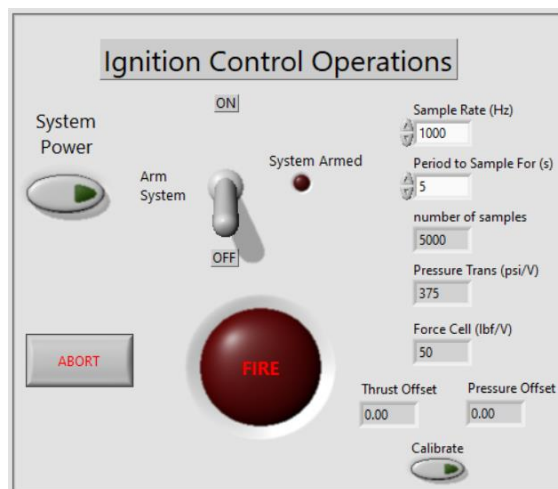 Ignition Control Operations
ON
System
Power
Arm
System
System Armed
OFF
Sample Rate (Hz)
1000
Period to Sample For (s)
5
number of samples
5000
Pressure Trans (psi/V)
375
Force Cell (lbf/V)
50
ABORT
FIRE
Thrust Offset
0.00
Pressure Offset
0.00
Calibrate